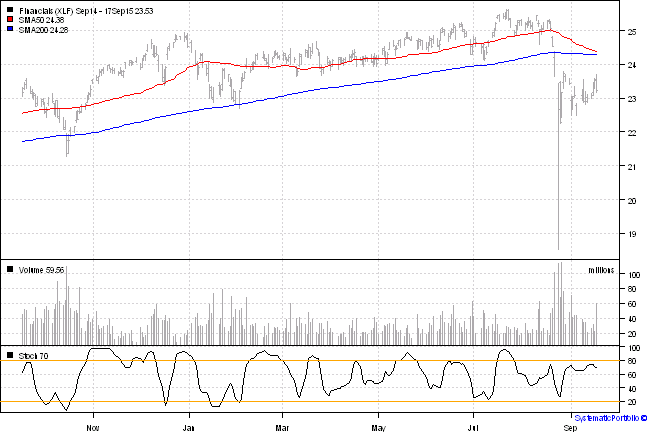 Financials (XLF) Sep14 - 17Sept15 23.53
SMA50 24.38
SMA200 24.28
25
24
23
22
21
20
19
Volume 59.56
millions
100
80
60
40
20
Stoch 70
100
80
60
40
20
Nov Jan Mar May Jul Sep
SystematicPortfolio ©